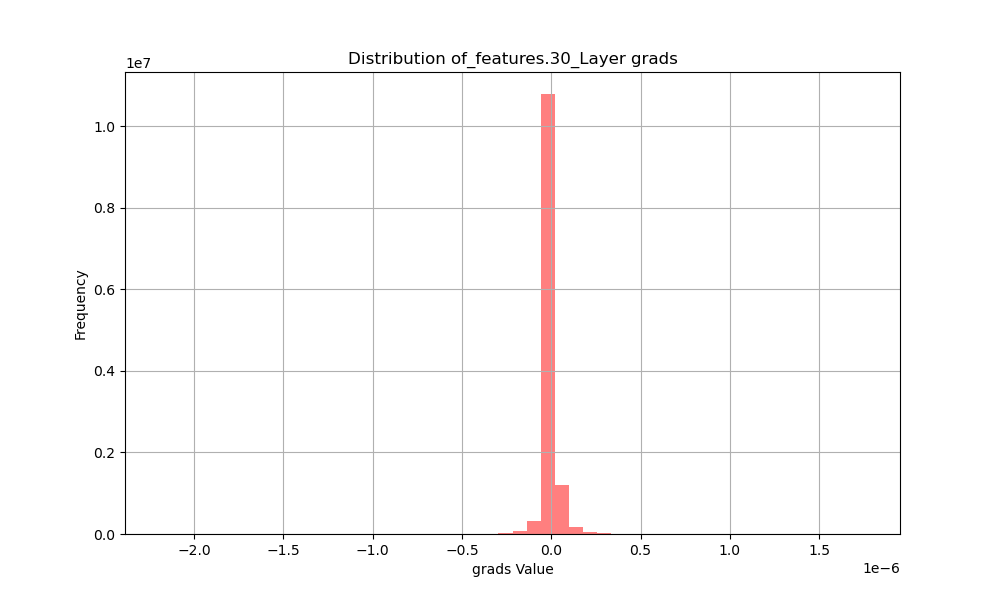 Distribution of_features.30_Layer grads
1e7
1.0
0.8
0.6
0.4
0.2
0.0
Frequency
−2.0 −1.5 −1.0 −0.5 0.0 0.5 1.0 1.5
1e−6
grads Value